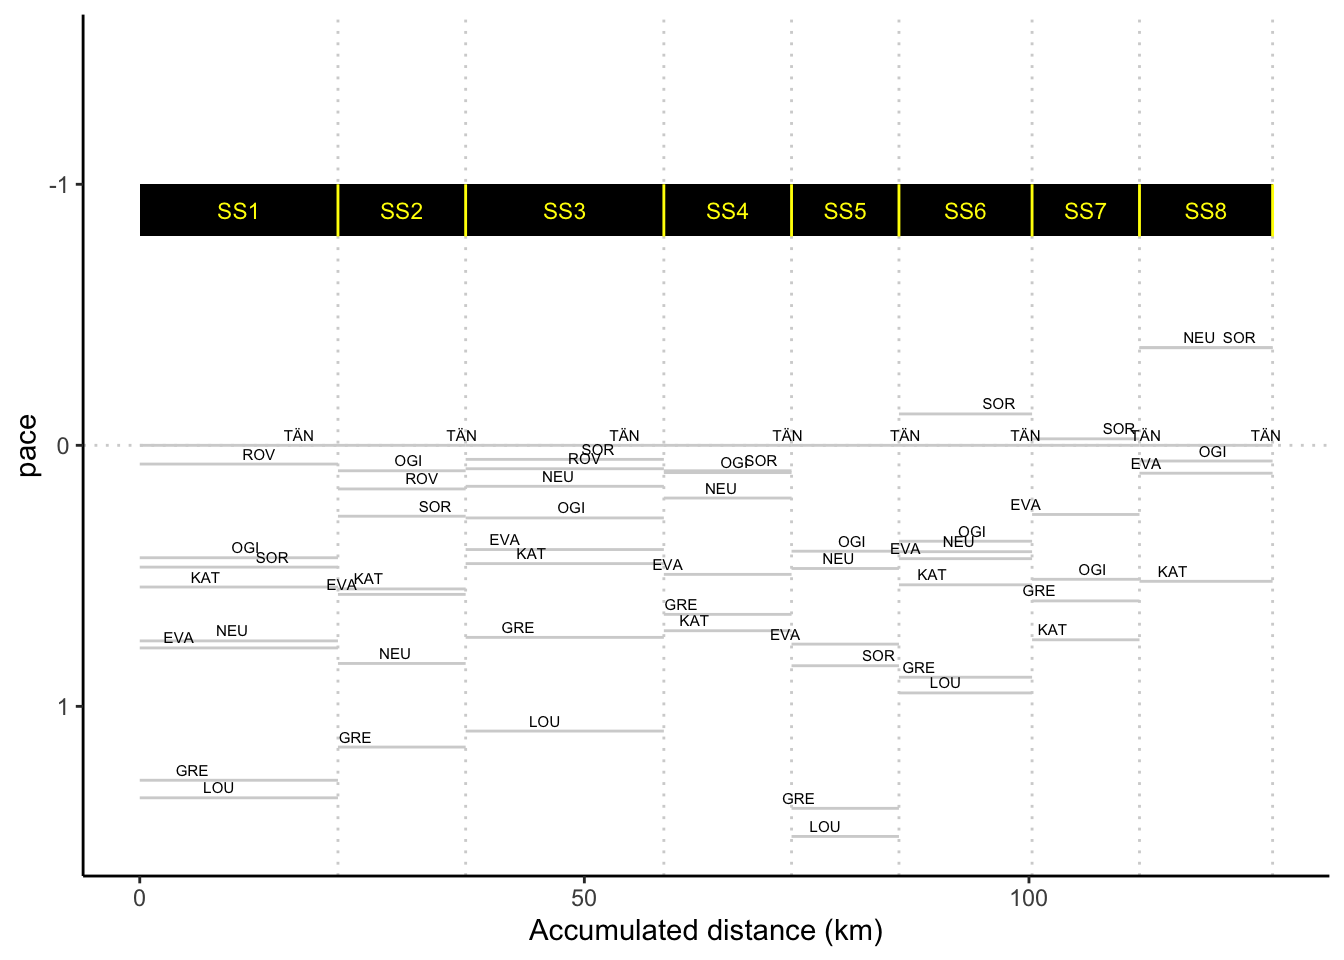 -1
SS1 SS2 SS3 SS4 SS5 SS6 SS7 SS8
NEU SOR
SOR
0
TÄN TÄN TÄN TÄN TÄN TÄN SOR TÄN TÄN
ROV OGI SOR OGI SOR EVA OGI
ROV ROV NEU NEU KAT
SOR OGI EVA
OGI EVA EVA OGI EVA OGI NEU
SOR KAT NEU
KAT EVA KAT GRE KAT OGI
EVA NEU KAT EVA GRE
NEU GRE SOR GRE KAT
LOU
GRE LOU
GRE
LOU GRE
LOU
1
pace
0 50 100
Accumulated distance (km)